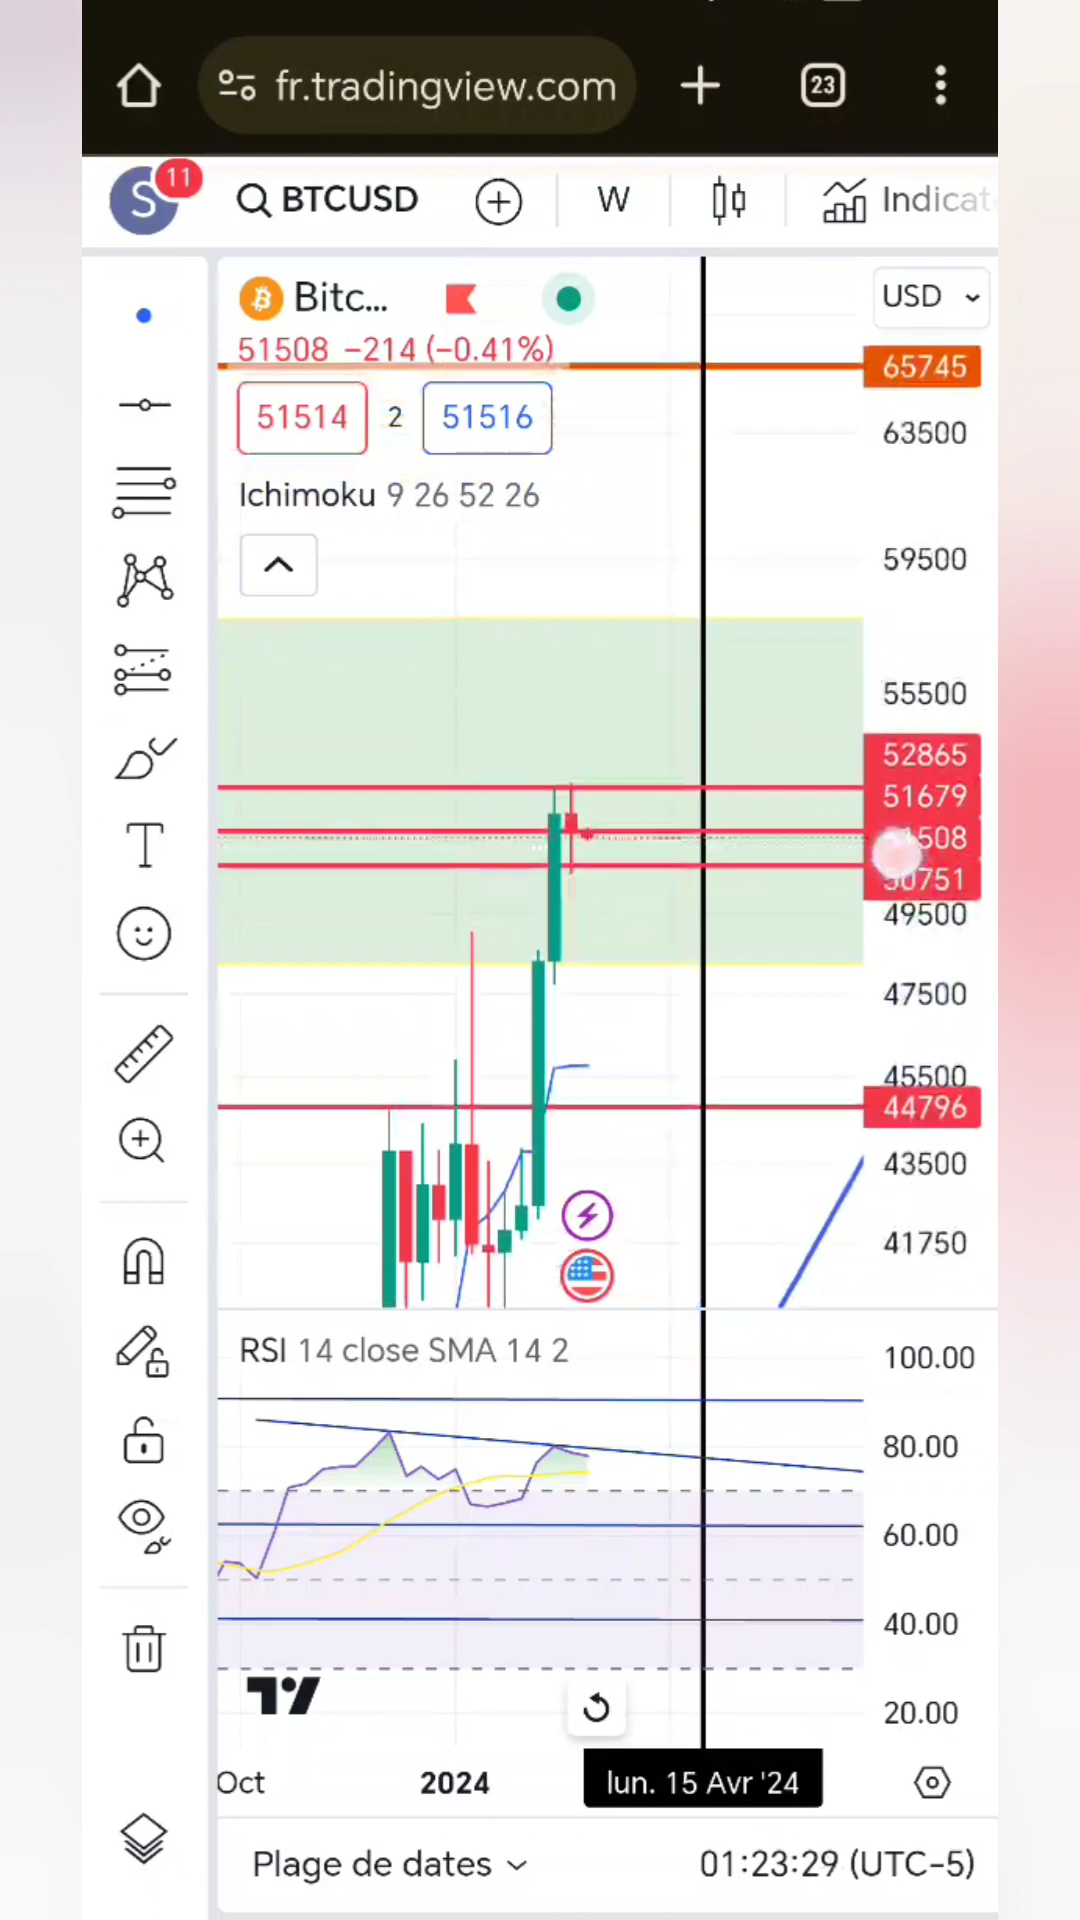 fr.tradingview.com
23
S
11
BTCUSD
W
Indicat
Bitc...
USD
51508 −214 (−0.41%)
65745
51514
2
51516
63500
Ichimoku 9 26 52 26
59500
55500
52865
51679
508
50751
49500
47500
45500
44796
43500
41750
RSI 14 close SMA 14 2
100.00
80.00
60.00
40.00
20.00
Oct
2024
lun. 15 Avr '24
Plage de dates
01:23:29 (UTC−5)